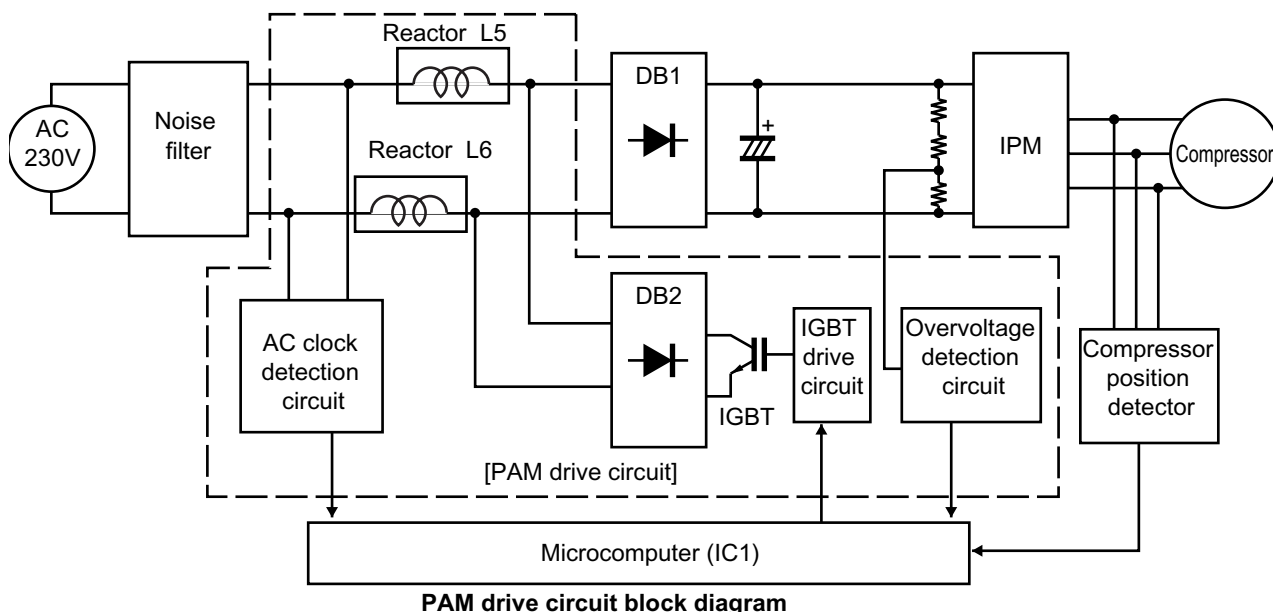 Reactor L5
AC
230V
Noise
filter
DB1
+
IPM
Compressor
Reactor L6
DB2
AC clock
detection
circuit
IGBT
IGBT
drive
circuit
Overvoltage
detection
circuit
Compressor
position
detector
[PAM drive circuit]
Microcomputer (IC1)
PAM drive circuit block diagram